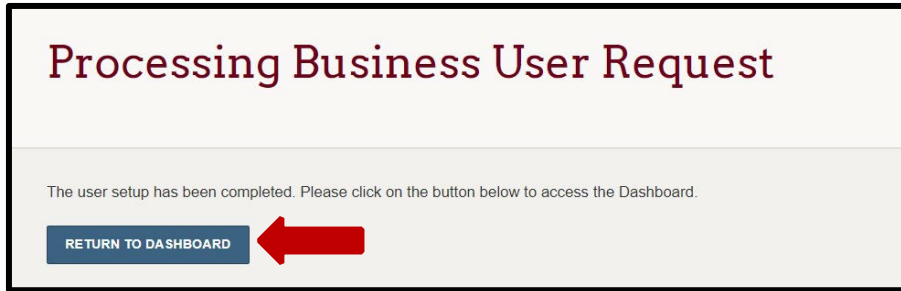 Processing Business User Request
The user setup has been completed. Please click on the button below to access the Dashboard.
RETURN TO DASHBOARD